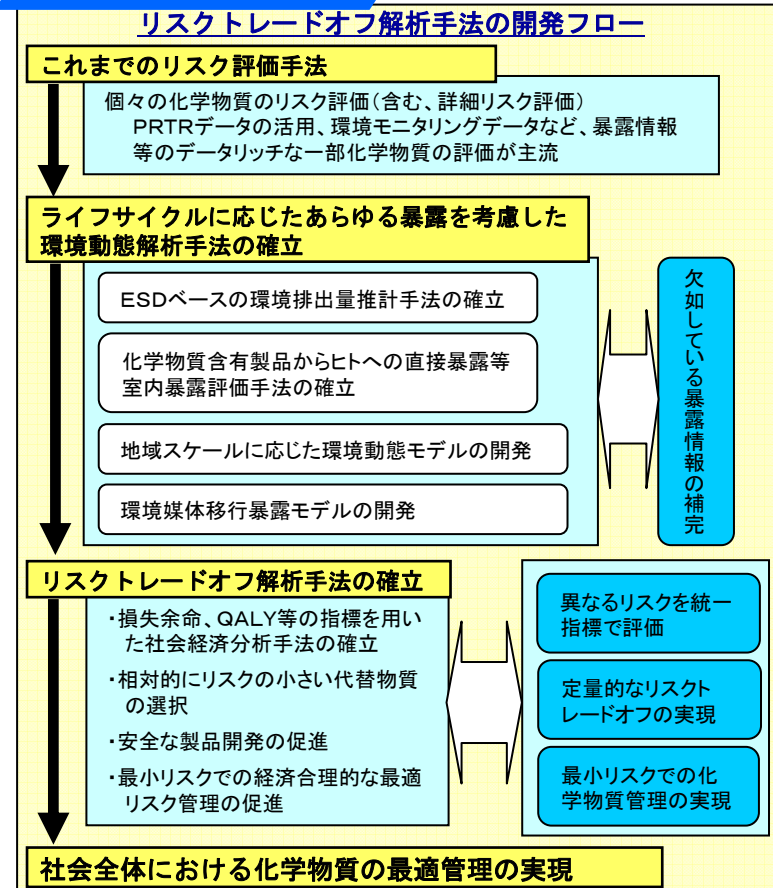 リスクトレードオフ解析手法の開発フロー
これまでのリスク評価手法
個々の化学物質のリスク評価(含む、詳細リスク評価)
PRTRデータの活用、環境モニタリングデータなど、暴露情報
等のデータリッチな一部化学物質の評価が主流
ライフサイクルに応じたあらゆる暴露を考慮した
環境動態解析手法の確立
ESDベースの環境排出量推計手法の確立
化学物質含有製品からヒトへの直接暴露等
室内暴露評価手法の確立
地域スケールに応じた環境動態モデルの開発
環境媒体移行暴露モデルの開発
欠如している暴露情報の補完
リスクトレードオフ解析手法の確立
・損失余命、QALY等の指標を用い
た社会経済分析手法の確立
・相対的にリスクの小さい代替物質
の選択
・安全な製品開発の促進
・最小リスクでの経済合理的な最適
リスク管理の促進
異なるリスクを統一
指標で評価
定量的なリスクト
レードオフの実現
最小リスクでの化
学物質管理の実現
社会全体における化学物質の最適管理の実現